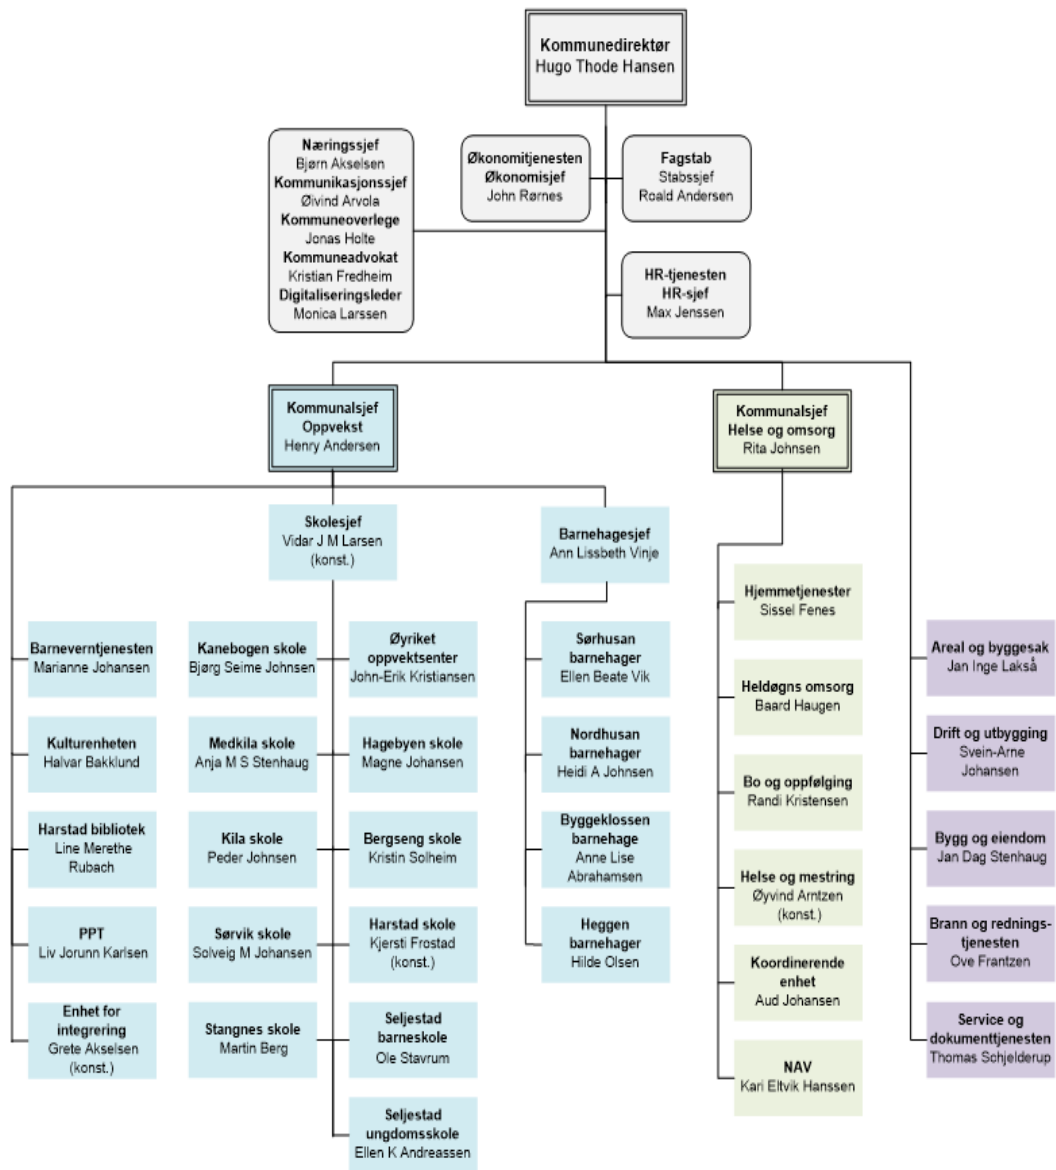 Kommunedirektør
Hugo Thode Hansen
Næringssjef
Bjørn Akselsen
Kommunikasjonssjef
Øivind Arvola
Kommuneoverlege
Jonas Holte
Kommuneadvokat
Kristian Fredheim
Digitaliseringsleder
Monica Larssen
Økonomitjenesten
Økonomisjef
John Rørnes
Fagstab
Stabssjef
Roald Andersen
HR-tjenesten
HR-sjef
Max Jenssen
Kommunalsjef
Oppvekst
Henry Andersen
Kommunalsjef
Helse og omsorg
Rita Johnsen
Skolesjef
Vidar J M Larsen
(konst.)
Barnehagesjef
Ann Lissbeth Vinje
Barneverntjenesten
Marianne Johansen
Kulturenheten
Halvar Bakklund
Harstad bibliotek
Line Merethe
Rubach
PPT
Liv Jorunn Karlsen
Enhet for
integrering
Grete Akselsen
(konst.)
Kanebogen skole
Bjørg Seime Johnsen
Medkila skole
Anja M S Stenhaug
Kila skole
Peder Johnsen
Sørvik skole
Solveig M Johansen
Stangnes skole
Martin Berg
Øyriket
oppvektsenter
John-Erik Kristiansen
Hagebyen skole
Magne Johansen
Bergseng skole
Kristin Solheim
Harstad skole
Kjersti Frostad
(konst.)
Seljestad
barneskole
Ole Stavrum
Seljestad
ungdomsskole
Ellen K Andreassen
Sørhusan
barnehager
Ellen Beate Vik
Nordhusan
barnehager
Heidi A Johnsen
Byggeklossen
barnehage
Anne Lise
Abrahamsen
Heggen
barnehager
Hilde Olsen
Hjemmetjenester
Sissel Fenes
Heldøgns omsorg
Baard Haugen
Bo og oppfølging
Randi Kristensen
Helse og mestring
Øyvind Arntzen
(konst.)
Koordinerende
enhet
Aud Johansen
NAV
Kari Eltvik Hanssen
Areal og byggesak
Jan Inge Lakså
Drift og utbygging
Svein-Arne
Johansen
Bygg og eiendom
Jan Dag Stenhaug
Brann og rednings-
tjenesten
Ove Frantzen
Service og
dokumenttjenesten
Thomas Schjelderup